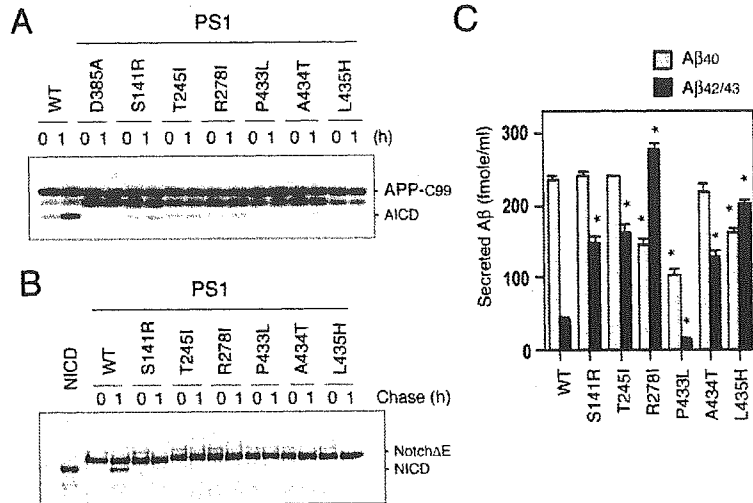 A
PS1
WT
D385A
S141R
T245I
R278I
P433L
A434T
L435H
0 1 0 1 0 1 0 1 0 1 0 1 0 1 0 1 (h)
APP-C99
AICD
B
PS1
NICD
WT
S141R
T245I
R278I
P433L
A434T
L435H
0 1 0 1 0 1 0 1 0 1 0 1 0 1
Chase (h)
NotchΔE
NICD
C
Aβ40
Aβ42/43
Secreted Aβ (fmole/ml)
300
200
100
0
* * * * * * * * *
WT
S141R
T245I
R278I
P433L
A434T
L435H